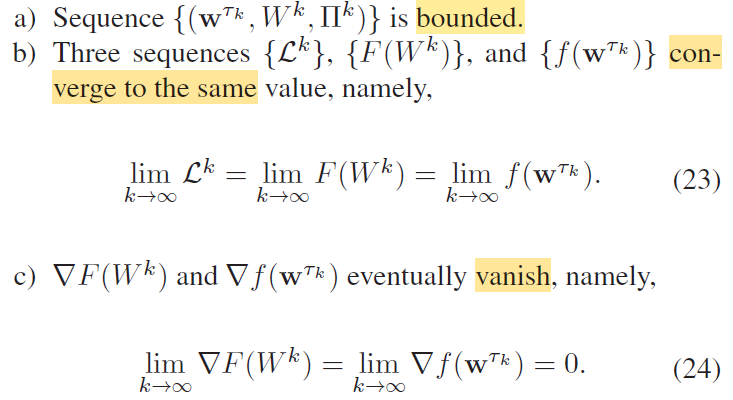 a) Sequence {(𝐰^{τ_k}, W^k, Π^k)} is bounded.
b) Three sequences {ℒ^k}, {F(W^k)}, and {f(𝐰^{τ_k})} con-
verge to the same value, namely,
lim_{k→∞} ℒ^k = lim_{k→∞} F(W^k) = lim_{k→∞} f(𝐰^{τ_k}). (23)
c) ∇F(W^k) and ∇f(𝐰^{τ_k}) eventually vanish, namely,
lim_{k→∞} ∇F(W^k) = lim_{k→∞} ∇f(𝐰^{τ_k}) = 0. (24)